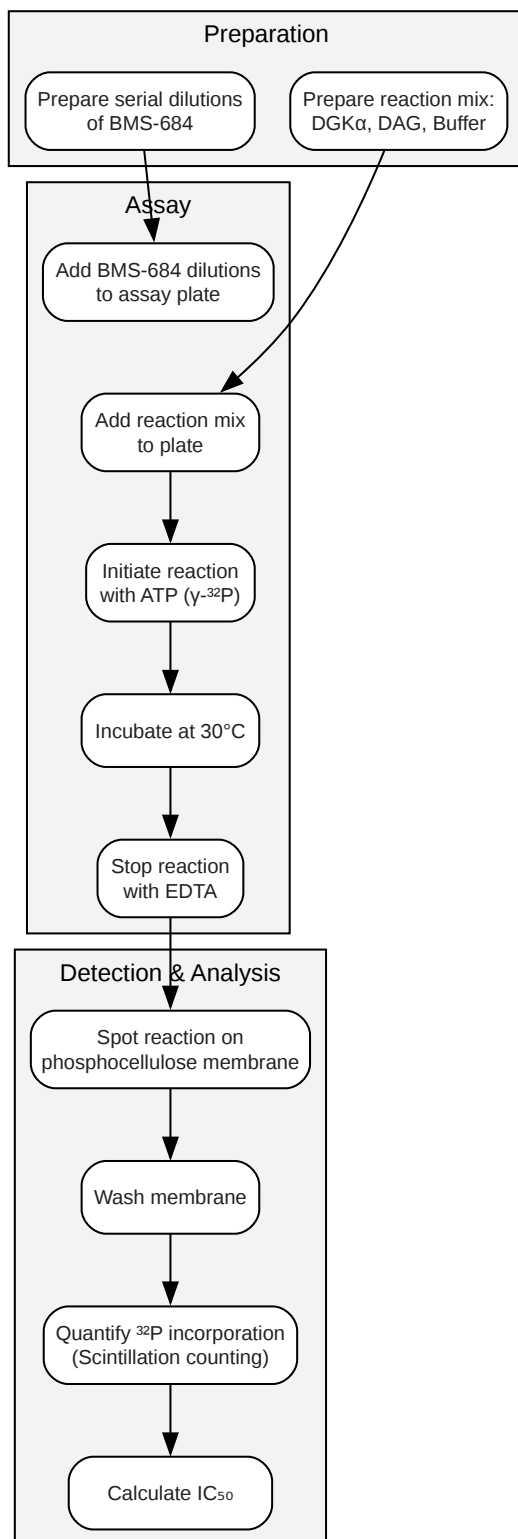 Preparation
Prepare serial dilutions
of BMS-684
Prepare reaction mix:
DGKα, DAG, Buffer
Assay
Add BMS-684 dilutions
to assay plate
Add reaction mix
to plate
Initiate reaction
with ATP (γ-³²P)
Incubate at 30°C
Stop reaction
with EDTA
Detection & Analysis
Spot reaction on
phosphocellulose membrane
Wash membrane
Quantify ³²P incorporation
(Scintillation counting)
Calculate IC₅₀